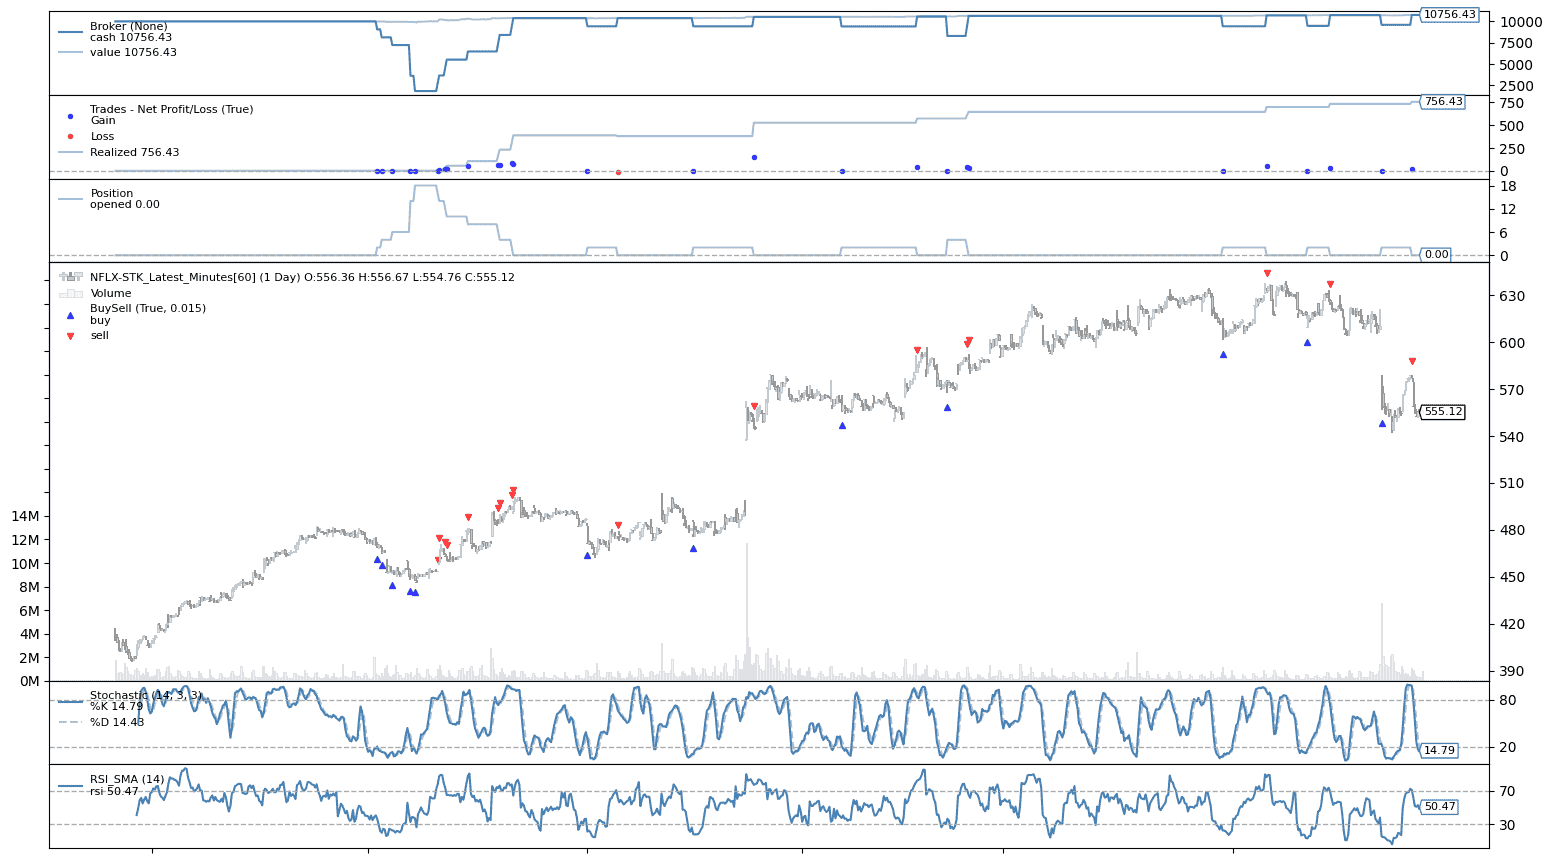 Broker (None)
cash 10756.43
value 10756.43
10756.43
10000
7500
5000
2500
Trades - Net Profit/Loss (True)
Gain
Loss
Realized 756.43
756.43
750
500
250
0
Position
opened 0.00
18
12
6
0
0.00
NFLX-STK_Latest_Minutes[60] (1 Day) O:556.36 H:556.67 L:554.76 C:555.12
Volume
BuySell (True, 0.015)
buy
sell
630
600
570
555.12
540
510
480
450
420
390
14M
12M
10M
8M
6M
4M
2M
0M
Stochastic (14, 3, 3)
%K 14.79
%D 14.43
80
20
14.79
RSI_SMA (14)
rsi 50.47
70
50.47
30